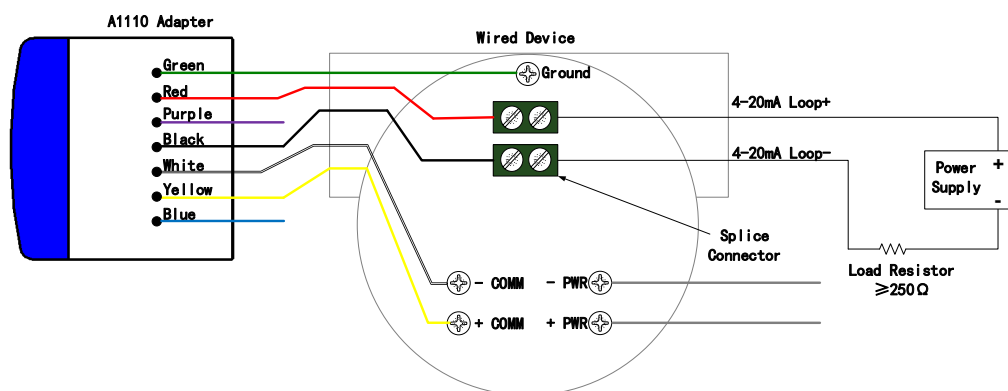 A1110 Adapter
Wired Device
Green
Ground
Red
4-20mA Loop+
Purple
Black
4-20mA Loop-
White
Power
Supply
+
-
Yellow
Blue
Splice
Connector
Load Resistor
≥250Ω
- COMM - PWR
+ COMM + PWR